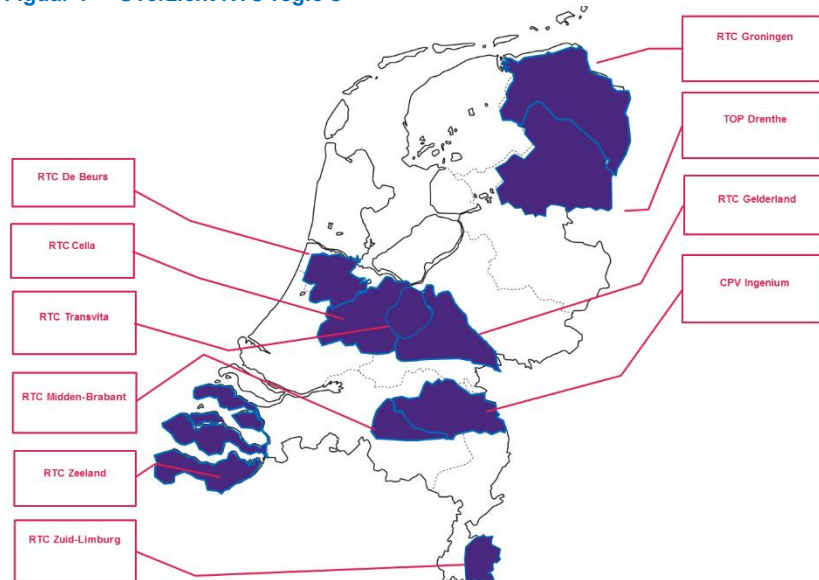 RTC Groningen
TOP Drenthe
RTC De Beurs
RTC Gelderland
RTC Cella
CPV Ingenium
RTC Transvita
RTC Midden-Brabant
RTC Zeeland
RTC Zuid-Limburg